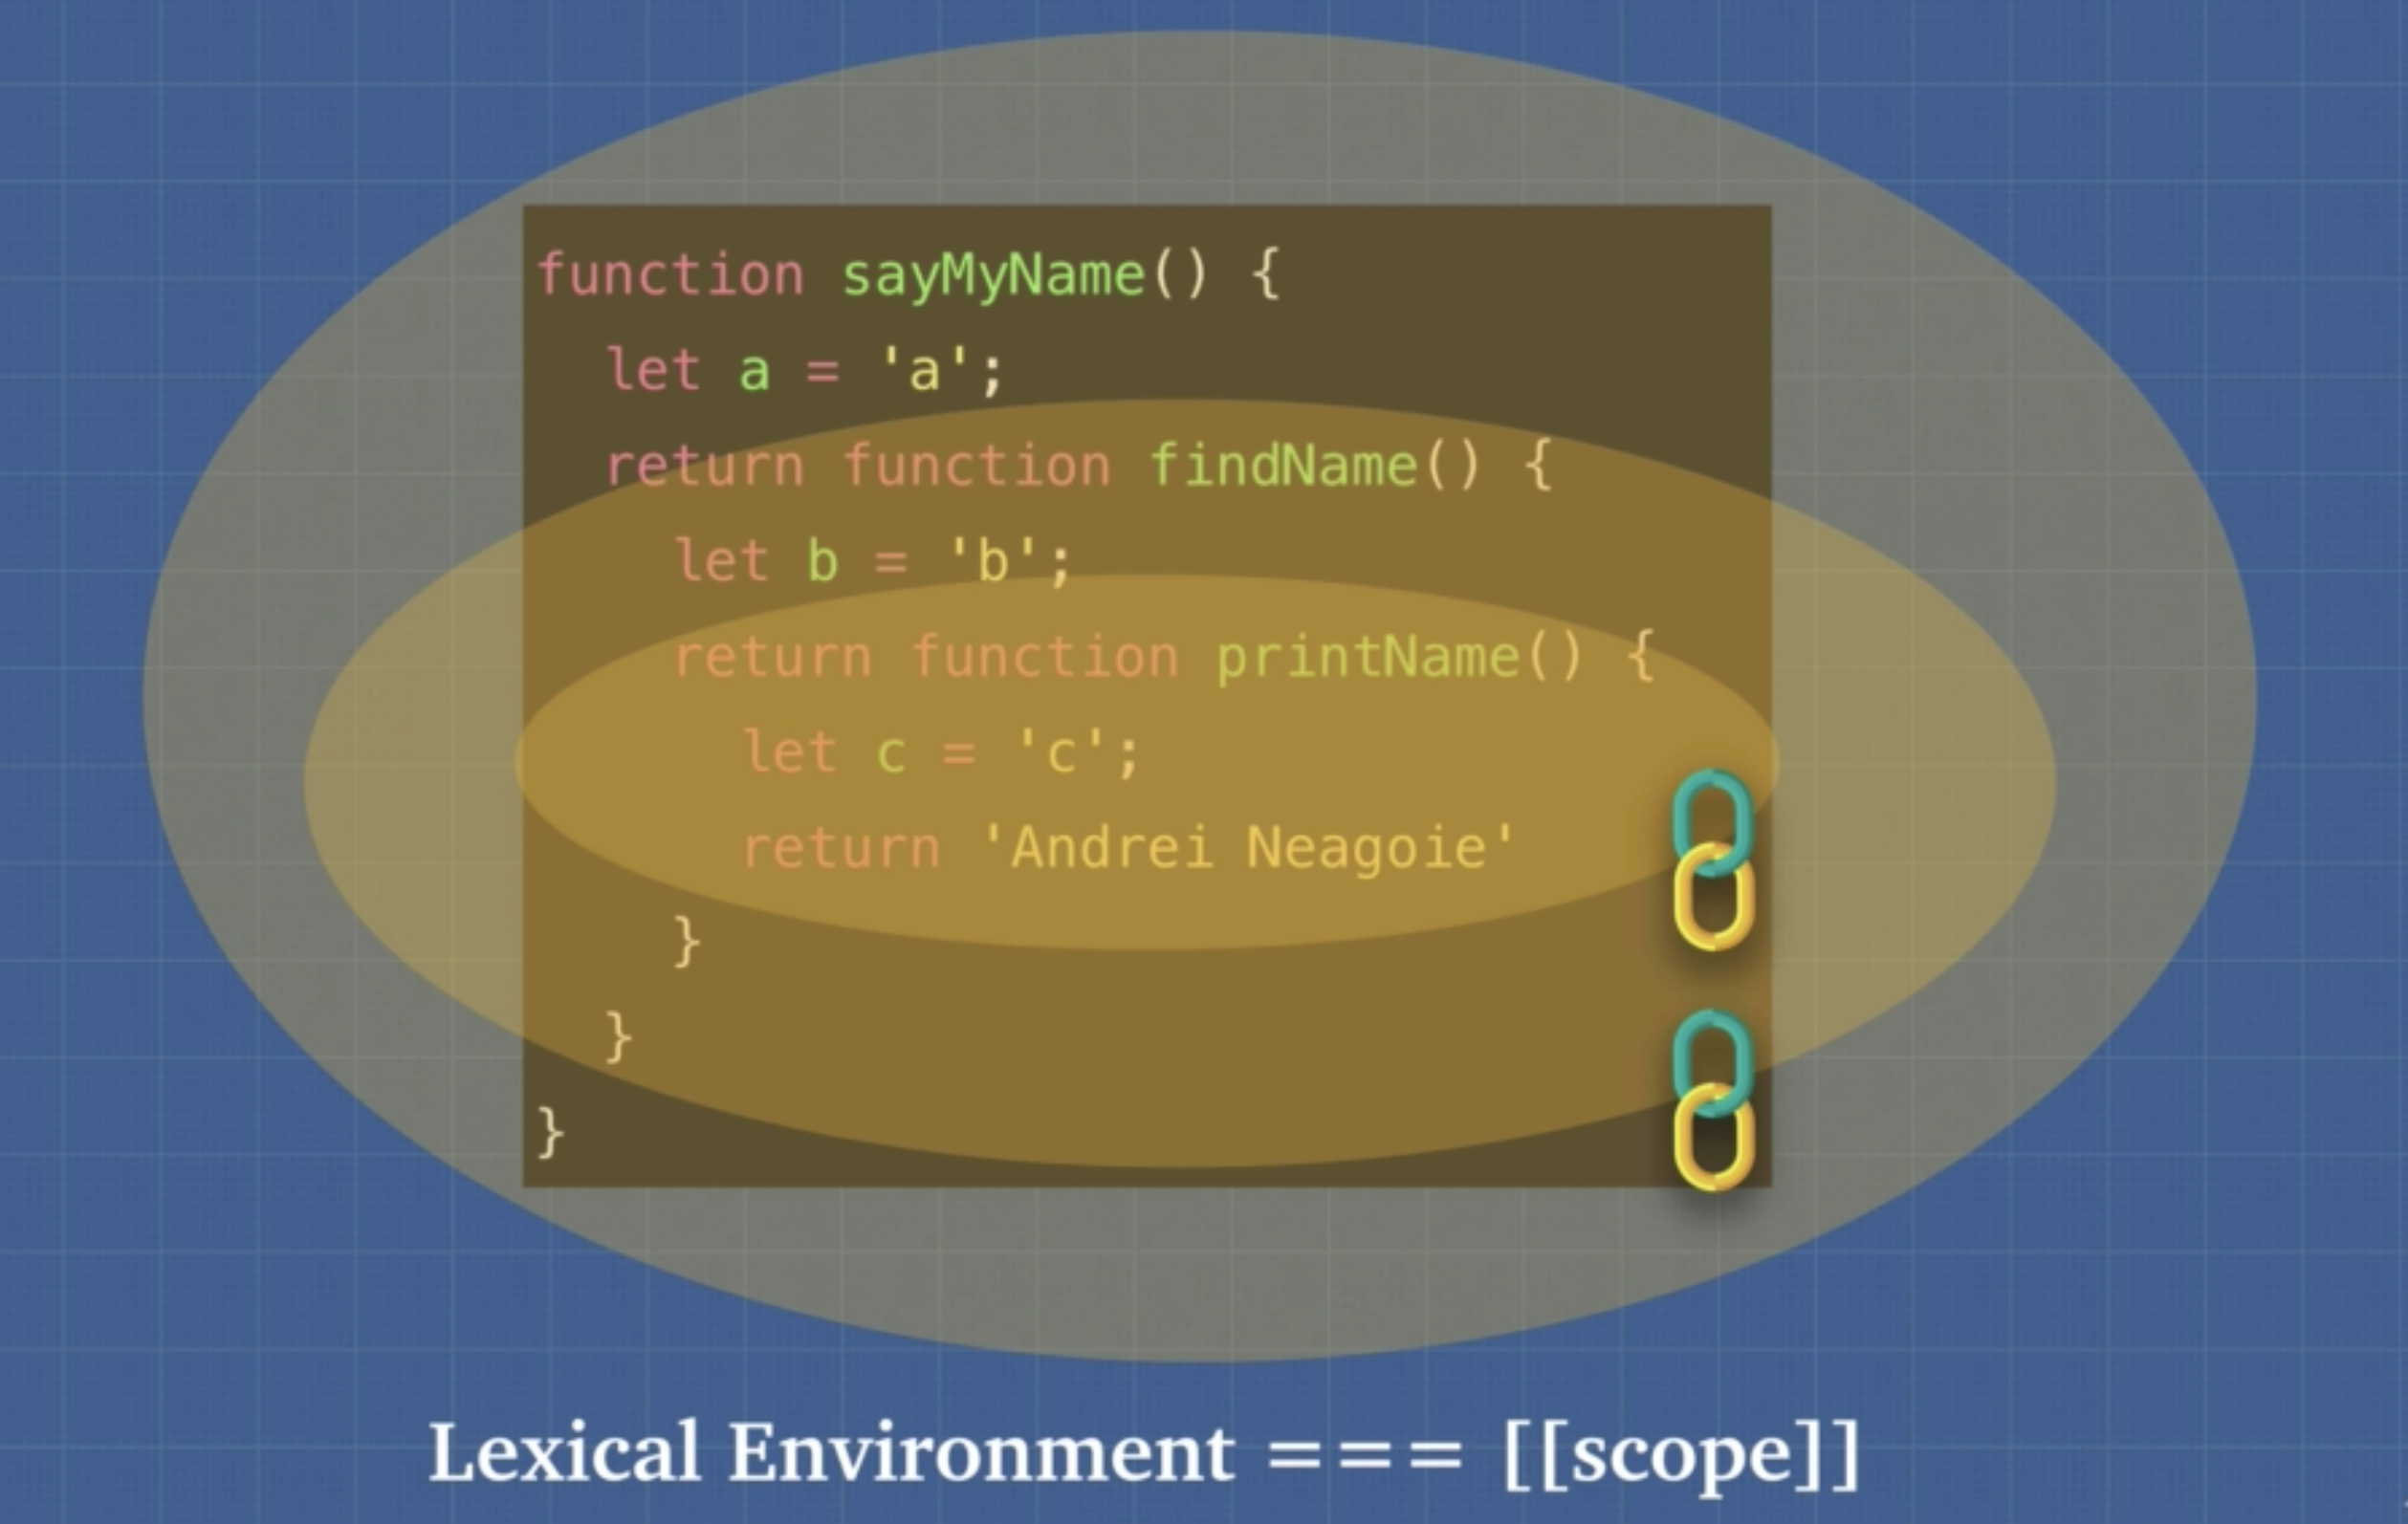 function sayMyName() {
  let a = 'a';
  return function findName() {
    let b = 'b';
    return function printName() {
      let c = 'c';
      return 'Andrei Neagoie'
    }
  }
}
Lexical Environment === [[scope]]